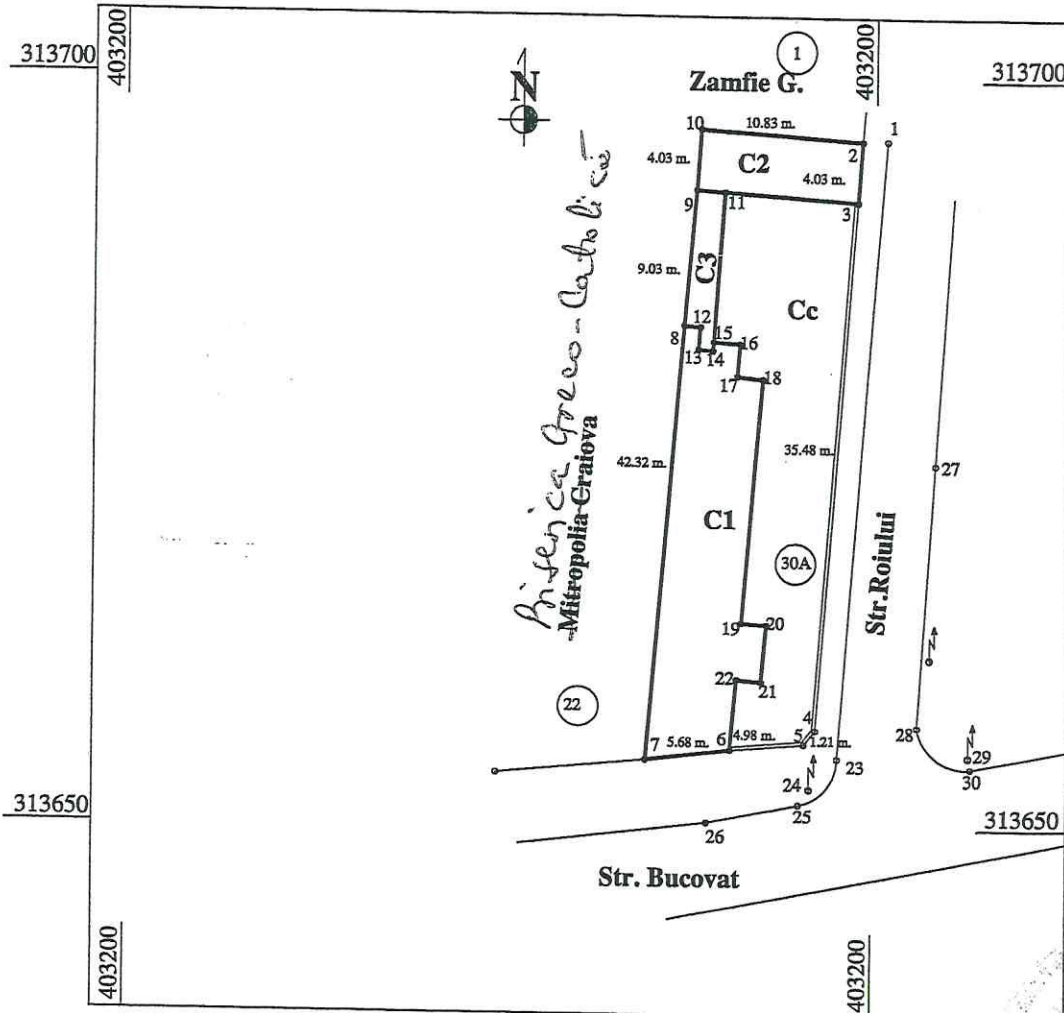 403200
403200
313700
313700
1
Zamfie G.
N
10
10.83 m.
2
1
4.03 m.
C2
4.03 m.
9
11
3
9.03 m.
C3
Cc
8
12
15
16
13
14
17
18
42.32 m.
35.48 m.
27
C1
Biserica Greco-Catolică
Mitropolia Craiova
30A
Str.Roiului
19
20
22
21
N
22
4
28
7
5.68 m.
6
4.98 m.
5
1.21 m.
23
N
29
30
24
N
25
26
313650
313650
Str. Bucovat
403200
403200